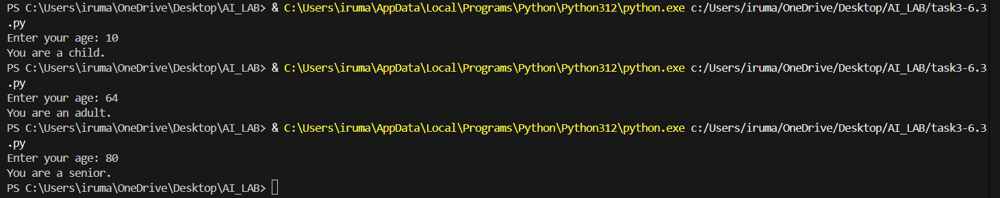 PS C:\Users\iruma\OneDrive\Desktop\AI_LAB> & C:\Users\iruma\AppData\Local\Programs\Python\Python312\python.exe c:/Users/iruma/OneDrive/Desktop/AI_LAB/task3-6.3
.py
Enter your age: 10
You are a child.
PS C:\Users\iruma\OneDrive\Desktop\AI_LAB> & C:\Users\iruma\AppData\Local\Programs\Python\Python312\python.exe c:/Users/iruma/OneDrive/Desktop/AI_LAB/task3-6.3
.py
Enter your age: 64
You are an adult.
PS C:\Users\iruma\OneDrive\Desktop\AI_LAB> & C:\Users\iruma\AppData\Local\Programs\Python\Python312\python.exe c:/Users/iruma/OneDrive/Desktop/AI_LAB/task3-6.3
.py
Enter your age: 80
You are a senior.
PS C:\Users\iruma\OneDrive\Desktop\AI_LAB>